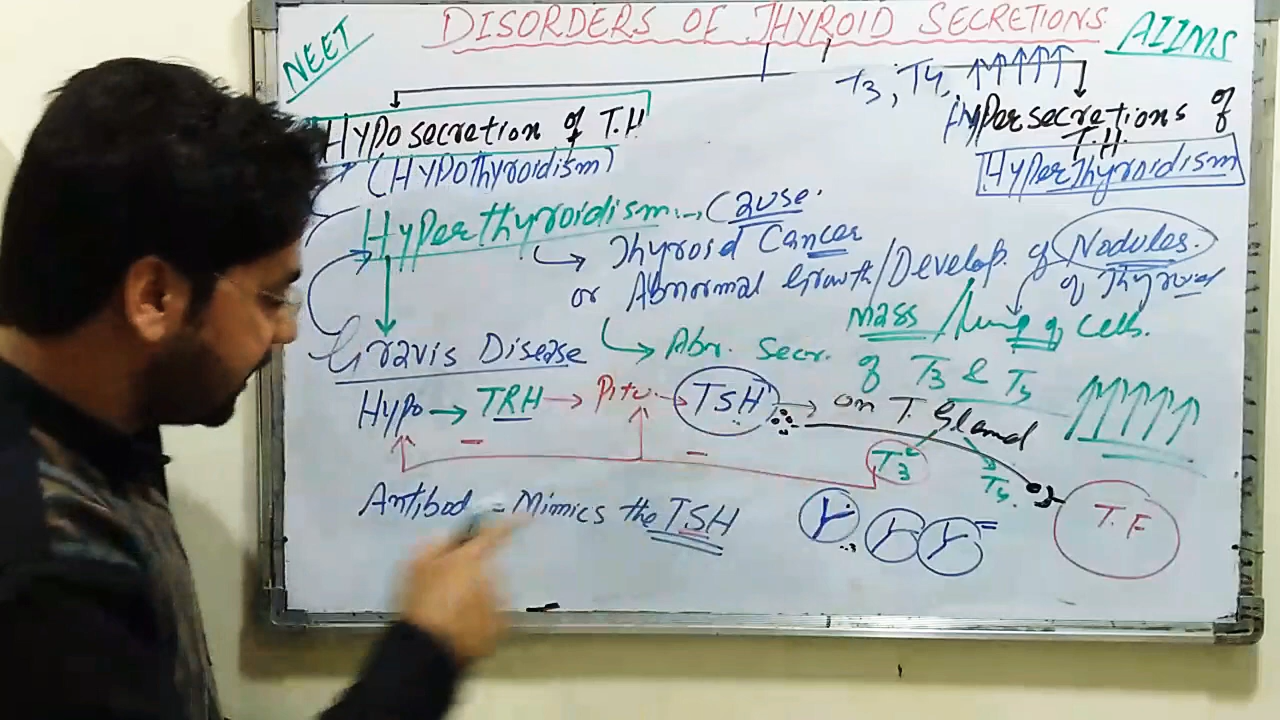 NEET
DISORDERS OF THYROID SECRETIONS
AIIMS
T3, T4, ↑↑↑↑↑
Hyposecretion of T.H
(Hypothyroidism)
Hypersecretions of
T.H.
Hyperthyroidism
Hyperthyroidism → Cause.
↳ Thyroid Cancer
or Abnormal Growth/Develop. of Nodules.
of Thyroid
Mass / lump of Cells.
↳ Abn. Secr. of T3 & T4 ↑↑↑↑↑
Gravis Disease
Hypo → TRH → Pitu. → TSH → on T. Gland
− −
T3 T4.
T.F
Antibod = Mimics the TSH